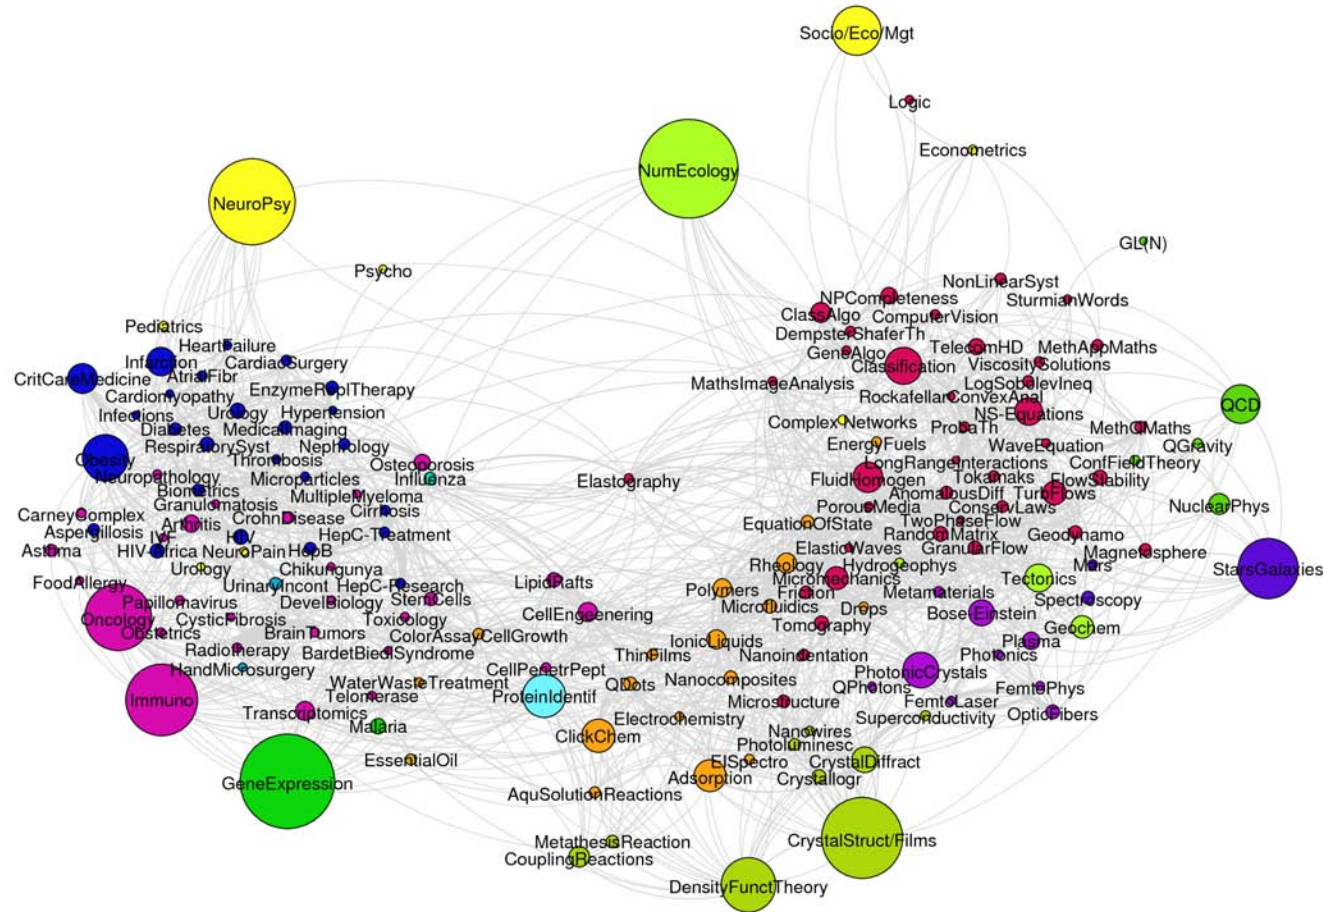 Socio/Eco/Mgt
Logic
Econometrics
NumEcology
NeuroPsy
GL(N)
Psycho
NonLinearSyst
NPCompleteness
SturmianWords
ClassAlgo
ComputerVision
Pediatrics
DempsterShaferTh
HeartFailure
TelecomHD
MethAppMaths
GeneAlgo
Infarction
CardiacSurgery
Classification
ViscositySolutions
CritCareMedicine
AtrialFibr
MathsImageAnalysis
LogSobolevIneq
EnzymeReplTherapy
Cardiomyopathy
RockafellarConvexAnal
QCD
Infections
Urology
Hypertension
NS-Equations
Complex Networks
Diabetes
MedicalImaging
ProbaTh
MethQMaths
RespiratorySyst
Nephrology
EnergyFuels
WaveEquation
QGravity
Obesity
Thrombosis
Osteoporosis
LongRangeInteractions
ConfFieldTheory
Neuropathology
Microparticles
Influenza
Elastography
FluidHomogen
Tokamaks
FlowStability
Biometrics
MultipleMyeloma
AnomalousDiff
TurbFlows
Granulomatosis
Cirrhosis
PorousMedia
ConservLaws
NuclearPhys
CarneyComplex
Arthritis
CrohnDisease
EquationOfState
TwoPhaseFlow
Aspergillosis
IVF
HIV
HepC-Treatment
RandomMatrix
Geodynamo
Asthma
HIV-Africa
NeuroPain
HepB
ElasticWaves
GranularFlow
Magnetosphere
Urology
Chikungunya
Rheology
Hydrogeophys
Mars
FoodAllergy
UrinaryIncont
HepC-Research
LipidRafts
Polymers
Micromechanics
Tectonics
StarsGalaxies
Friction
Metamaterials
Papillomavirus
DevelBiology
StemCells
Microfluidics
Drops
Spectroscopy
Oncology
CysticFibrosis
Toxicology
CellEngeenering
Bose-Einstein
Tomography
Geochem
Obstetrics
BrainTumors
ColorAssay
CellGrowth
IonicLiquids
Plasma
Radiotherapy
BardetBiedlSyndrome
ThinFilms
Nanoindentation
Photonics
HandMicrosurgery
CellPenetrPept
PhotonicCrystals
WaterWasteTreatment
QDots
Nanocomposites
QPhotons
FemtoPhys
Immuno
Telomerase
ProteinIdentif
Microstructure
FemtoLaser
Transcriptomics
Electrochemistry
Superconductivity
OpticFibers
Malaria
Nanowires
ClickChem
Photoluminesc
EssentialOil
ElSpectro
CrystalDiffract
GeneExpression
Adsorption
Crystallogr
AquSolutionReactions
MetathesisReaction
CrystalStruct/Films
CouplingReactions
DensityFunctTheory